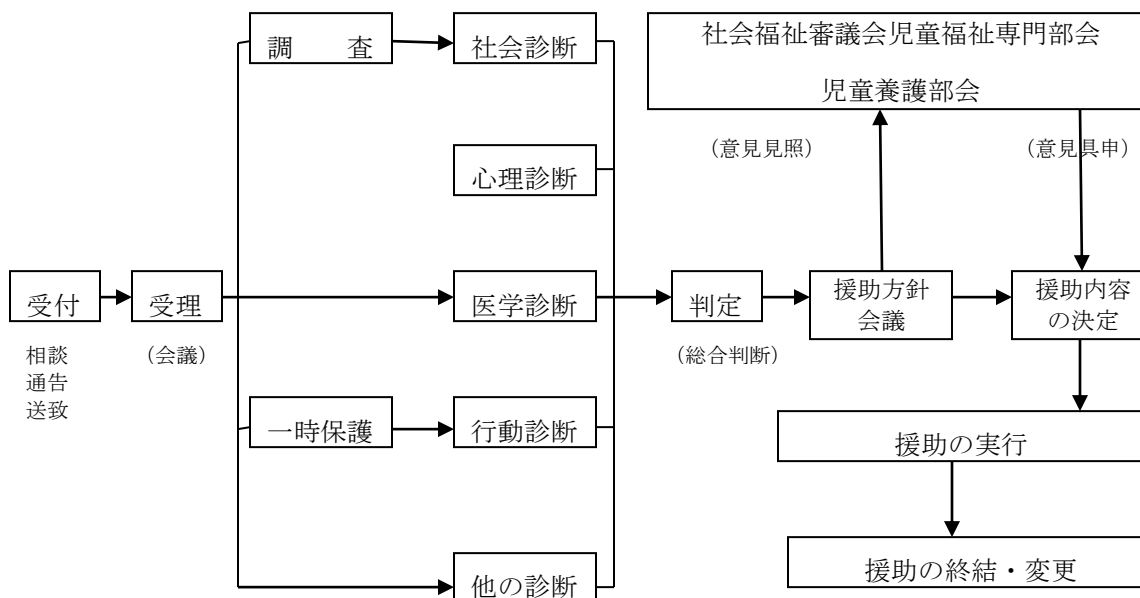 調　　査
社会診断
社会福祉審議会児童福祉専門部会
児童養護部会
(意見見照)
(意見具申)
心理診断
受付
受理
医学診断
判定
援助方針
会議
援助内容
の決定
相談
通告
送致
(会議)
(総合判断)
一時保護
行動診断
援助の実行
他の診断
援助の終結・変更